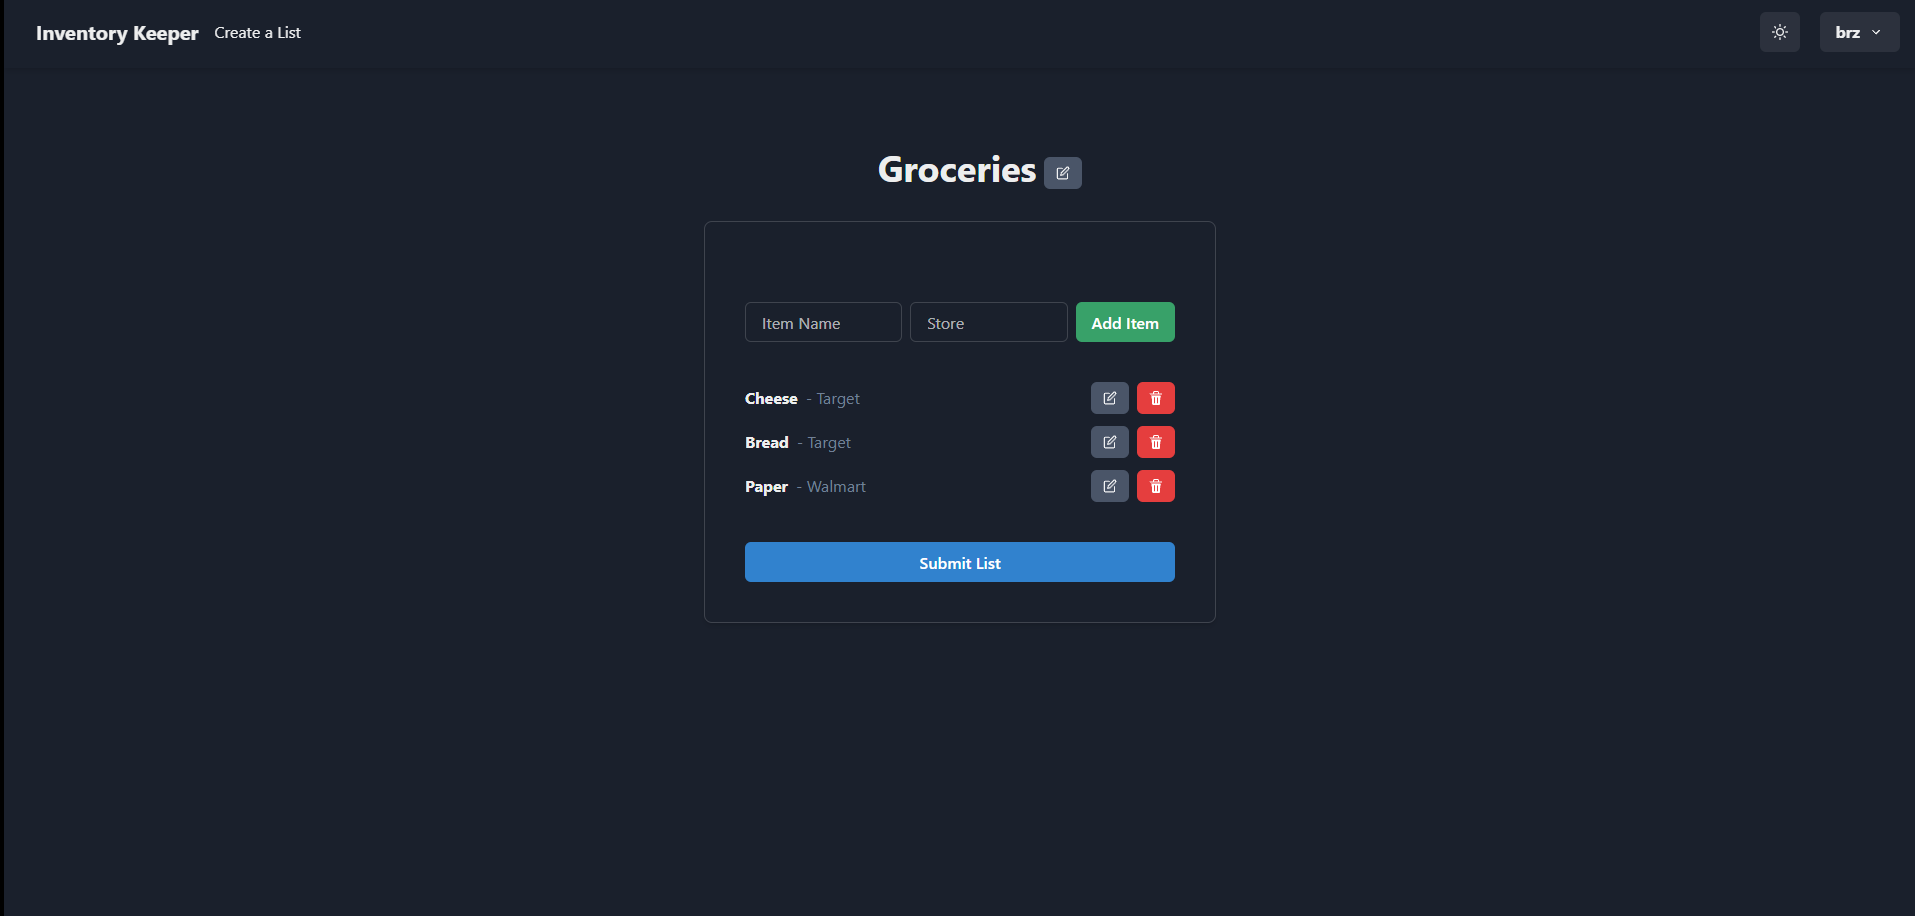 Inventory Keeper Create a List brz
Groceries
Item Name Store Add Item
Cheese - Target
Bread - Target
Paper - Walmart
Submit List